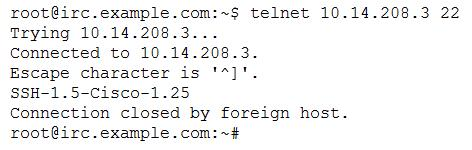 root@irc.example.com:~$ telnet 10.14.208.3 22
Trying 10.14.208.3...
Connected to 10.14.208.3.
Escape character is '^]'.
SSH-1.5-Cisco-1.25
Connection closed by foreign host.
root@irc.example.com:~#